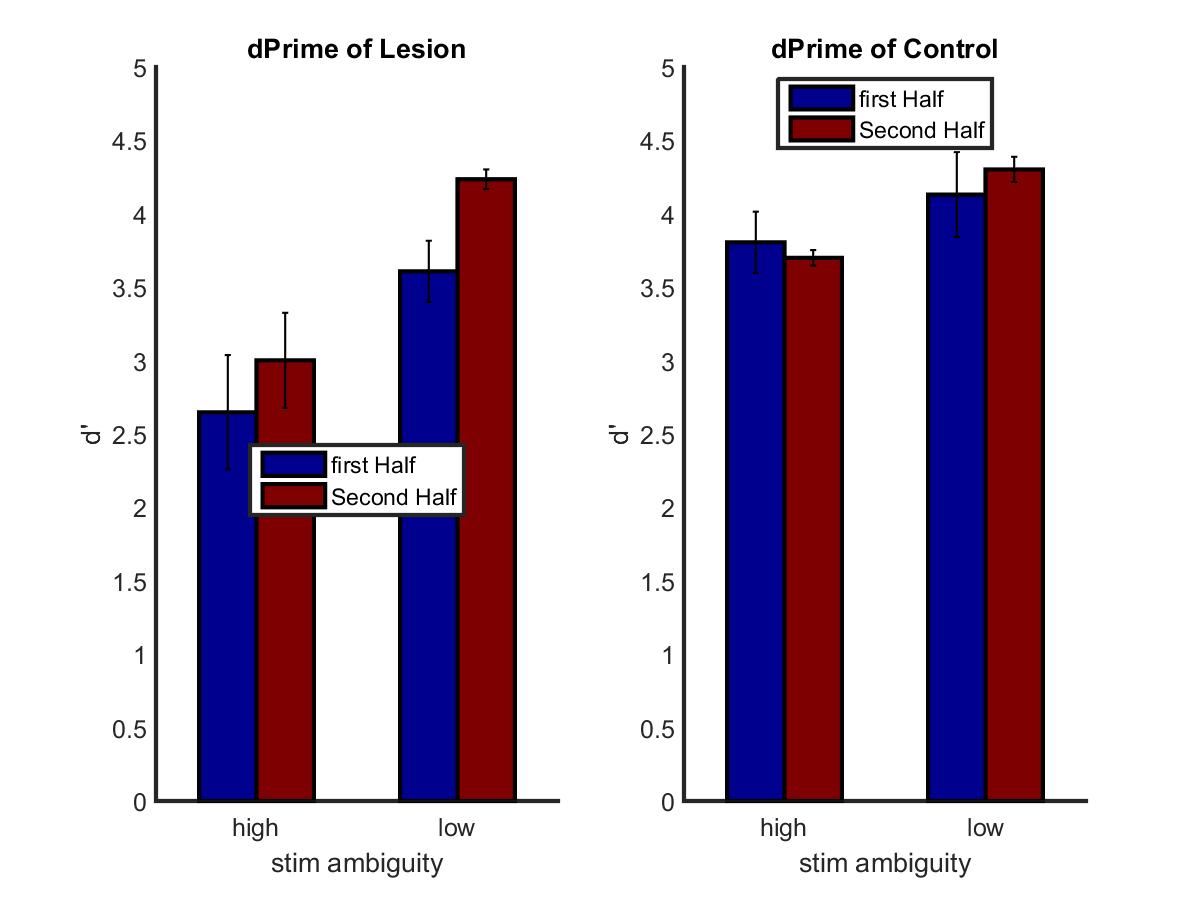 dPrime of Lesion
5
4.5
4
3.5
3
2.5
2
1.5
1
0.5
0
d'
first Half
Second Half
high
low
stim ambiguity
dPrime of Control
5
4.5
4
3.5
3
2.5
2
1.5
1
0.5
0
d'
first Half
Second Half
high
low
stim ambiguity